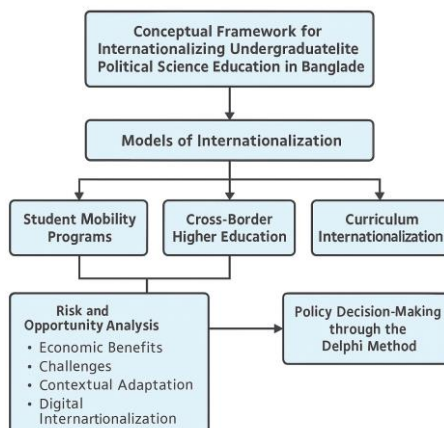 Conceptual Framework for
Internationalizing Undergraduatelite
Political Science Education in Banglade
Models of Internationalization
Student Mobility
Programs
Cross-Border
Higher Education
Curriculum
Internationalization
Risk and
Opportunity Analysis
• Economic Benefits
• Challenges
• Contextual Adaptation
• Digital
Internartionalization
Policy Decision-Making
through the
Delphi Method